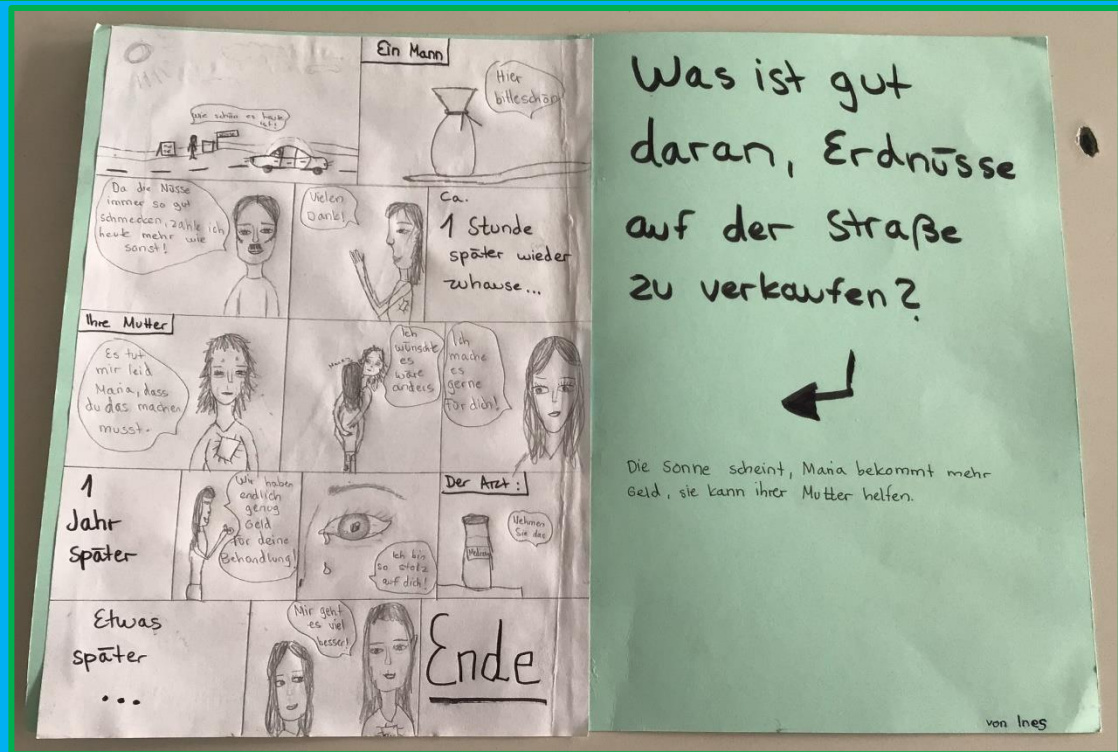 Wie schön es heute
ist!
Ein Mann
Hier
bitteschön
Da die Nüsse
immer so gut
schmecken, zahle ich
heute mehr wie
sonst!
Vielen
Dank!
Ca.
1 Stunde
später wieder
zuhause...
Ihre Mutter
Es tut
mir leid
Maria, dass
du das machen
musst.
Ich
wünschte
es
wäre
anders
Ich
mache
es
gerne
für dich!
1
Jahr
später
Wir haben
endlich
genug
Geld
für deine
Behandlung!
Ich bin
so stolz
auf dich!
Der Arzt:
Nehmen
Sie das
Etwas
später
...
Mir geht
es viel
besser!
Ende
Was ist gut
daran, Erdnüsse
auf der Straße
zu verkaufen?
Die Sonne scheint, Maria bekommt mehr
Geld, sie kann ihrer Mutter helfen.
von Ines